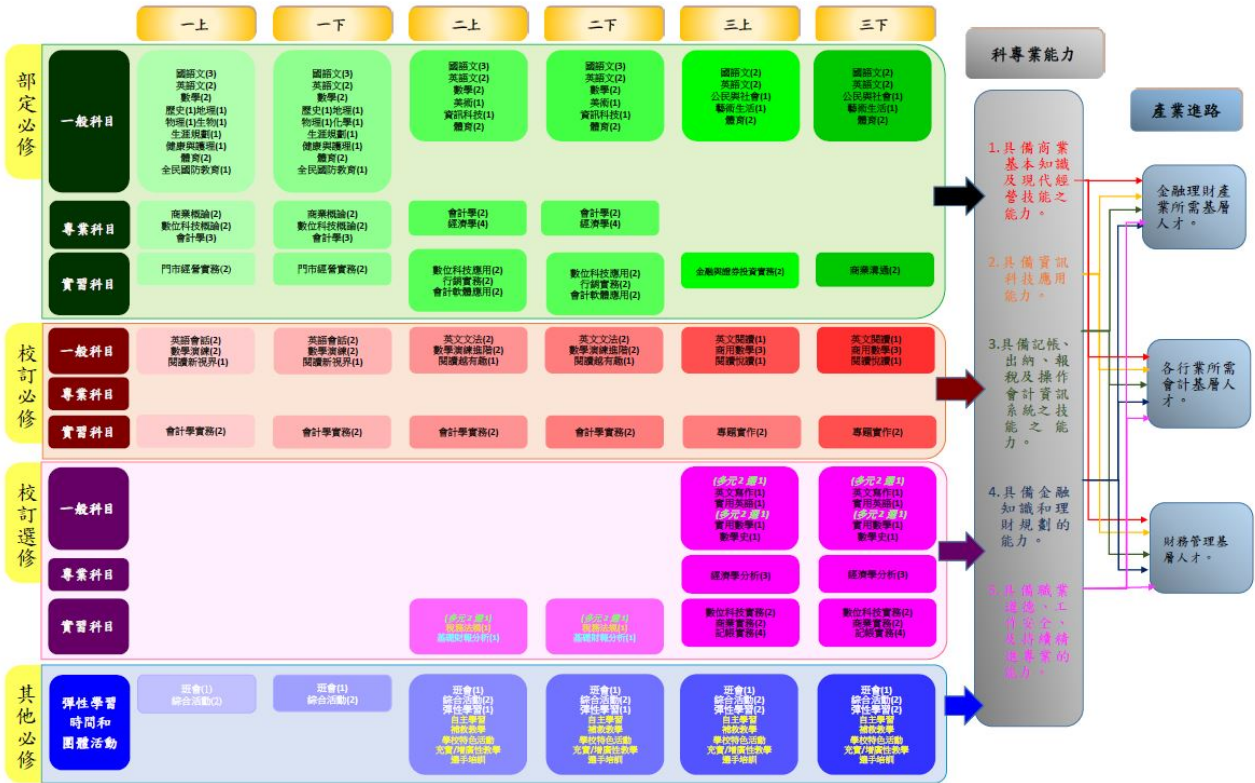 一上
一下
二上
二下
三上
三下
科專業能力
產業進路
部定必修
一般科目
國語文(3)
英語文(2)
數學(2)
歷史(1)地理(1)
物理(1)生物(1)
生涯規劃(1)
健康與護理(1)
體育(2)
全民國防教育(1)
國語文(3)
英語文(2)
數學(2)
歷史(1)地理(1)
物理(1)化學(1)
生涯規劃(1)
健康與護理(1)
體育(2)
全民國防教育(1)
國語文(3)
英語文(2)
數學(2)
美術(1)
資訊科技(1)
體育(2)
國語文(3)
英語文(2)
數學(2)
美術(1)
資訊科技(1)
體育(2)
國語文(2)
英語文(2)
公民與社會(1)
藝術生活(1)
體育(2)
國語文(2)
英語文(2)
公民與社會(1)
藝術生活(1)
體育(2)
專業科目
商業概論(2)
數位科技概論(2)
會計學(3)
商業概論(2)
數位科技概論(2)
會計學(3)
會計學(2)
經濟學(4)
會計學(2)
經濟學(4)
實習科目
門市經營實務(2)
門市經營實務(2)
數位科技應用(2)
行銷實務(2)
會計軟體應用(2)
數位科技應用(2)
行銷實務(2)
會計軟體應用(2)
金融與證券投資實務(2)
商業溝通(2)
校訂必修
一般科目
英語會話(2)
數學演練(2)
閱讀新視界(1)
英語會話(2)
數學演練(2)
閱讀新視界(1)
英文文法(2)
數學演練進階(2)
閱讀越有趣(1)
英文文法(2)
數學演練進階(2)
閱讀越有趣(1)
英文閱讀(1)
商用數學(3)
閱讀悅讀(1)
英文閱讀(1)
商用數學(3)
閱讀悅讀(1)
專業科目
實習科目
會計學實務(2)
會計學實務(2)
會計學實務(2)
會計學實務(2)
專題實作(2)
專題實作(2)
校訂選修
一般科目
(多元2選1)
英文寫作(1)
實用英語(1)
(多元2選1)
實用數學(1)
數學史(1)
(多元2選1)
英文寫作(1)
實用英語(1)
(多元2選1)
實用數學(1)
數學史(1)
專業科目
經濟學分析(3)
經濟學分析(3)
實習科目
(多元2選1)
稅務法規(1)
基礎財報分析(1)
(多元2選1)
稅務法規(1)
基礎財報分析(1)
數位科技實務(2)
商業實務(2)
記帳實務(4)
數位科技實務(2)
商業實務(2)
記帳實務(4)
其他必修
彈性學習
時間和
團體活動
班會(1)
綜合活動(2)
班會(1)
綜合活動(2)
班會(1)
綜合活動(2)
彈性學習(1)
自主學習
補救教學
學校特色活動
充實/增廣性教學
選手培訓
班會(1)
綜合活動(2)
彈性學習(1)
自主學習
補救教學
學校特色活動
充實/增廣性教學
選手培訓
班會(1)
綜合活動(2)
彈性學習(2)
自主學習
補救教學
學校特色活動
充實/增廣性教學
選手培訓
班會(1)
綜合活動(2)
彈性學習(2)
自主學習
補救教學
學校特色活動
充實/增廣性教學
選手培訓
1.具備商業
基本知識
及現代經
營技能之
能力。
2.具備資訊
科技應用
能力。
3.具備記帳、
出納、報
稅及操作
會計資訊
系統之技
能之能
力。
4.具備金融
知識和理
財規劃的
能力。
5.具備職業
道德、工
作安全、
及持續精
進專業的
能力。
金融理財產
業所需基層
人才。
各行業所需
會計基層人
才。
財務管理基
層人才。